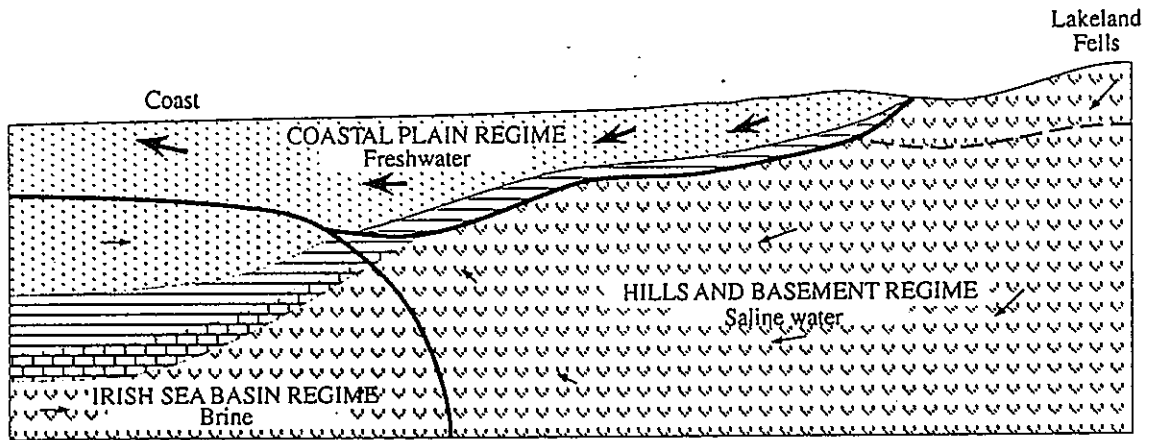 Lakeland
Fells
Coast
COASTAL PLAIN REGIME
Freshwater
HILLS AND BASEMENT REGIME
Saline water
IRISH SEA BASIN REGIME
Brine